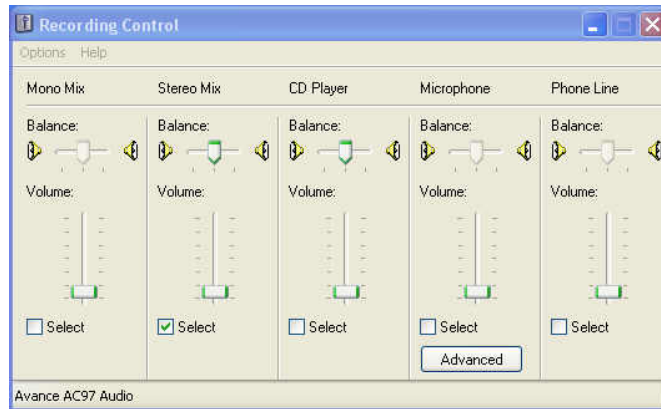 Recording Control
Options Help
Mono Mix Stereo Mix CD Player Microphone Phone Line
Balance: Balance: Balance: Balance: Balance:
Volume: Volume: Volume: Volume: Volume:
Select Select Select Select Select
Advanced
Avance AC97 Audio